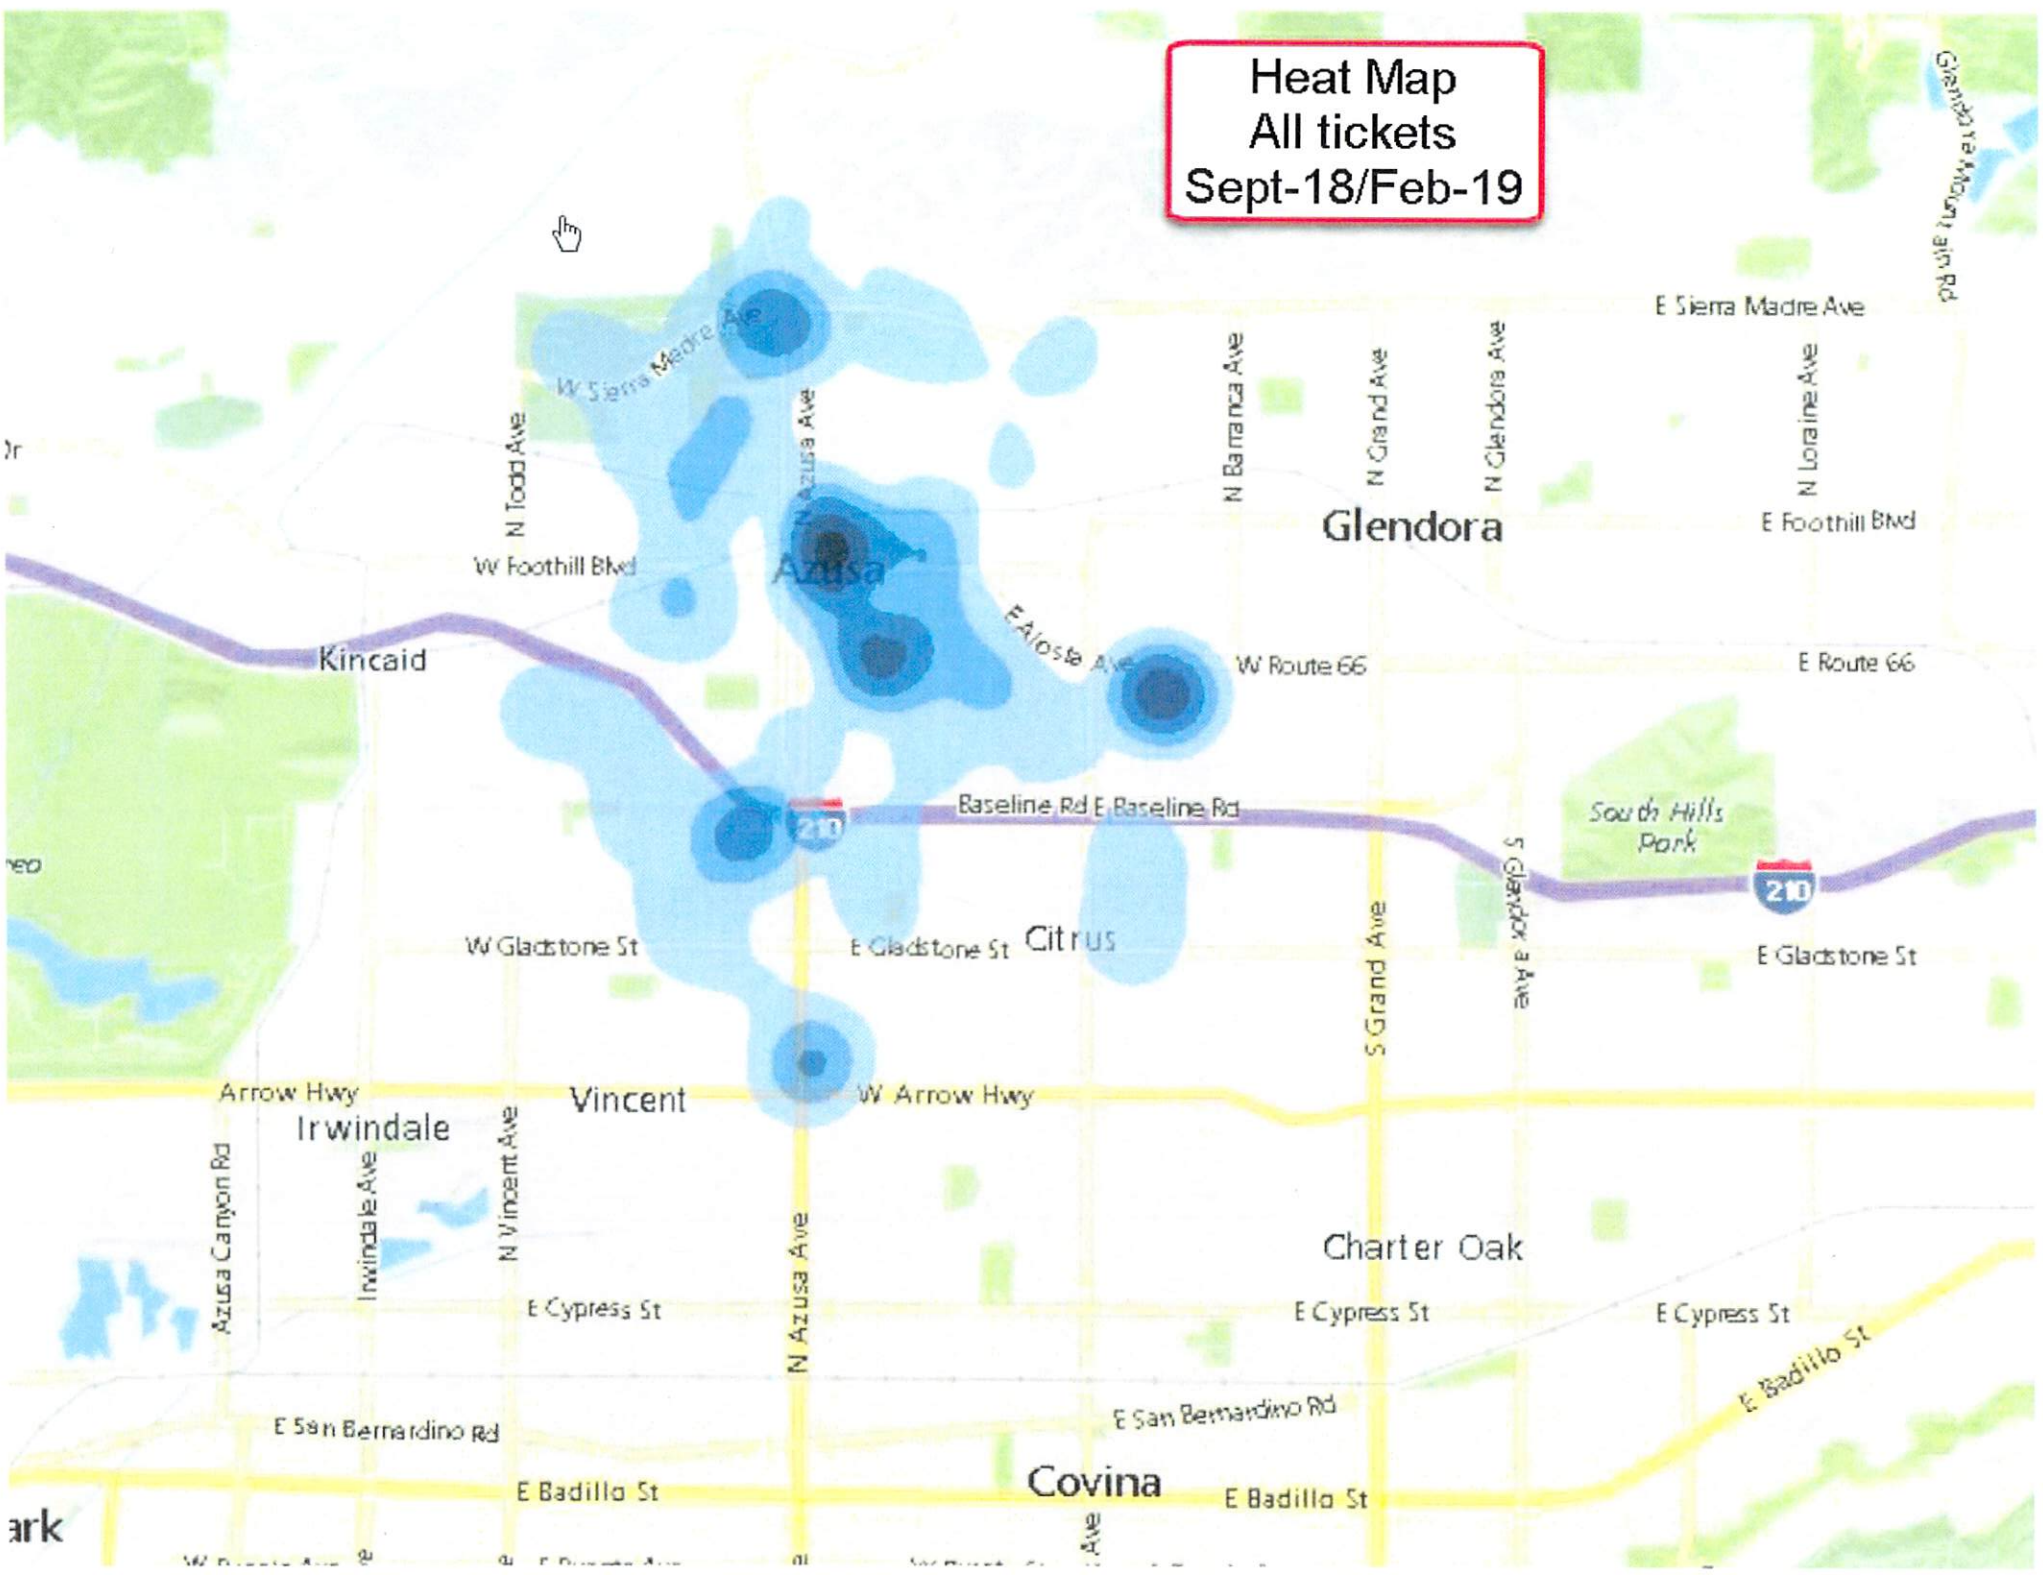 Heat Map
All tickets
Sept-18/Feb-19
Glendora Mountain Rd
E Sierra Madre Ave
W Sierra Madre Ave
N Todd Ave
N Azusa Ave
N Barranca Ave
N Grand Ave
N Glendora Ave
N Loraine Ave
Dr
Glendora
E Foothill Blvd
W Foothill Blvd
Azusa
E Alosta Ave
Kincaid
W Route 66
E Route 66
Baseline Rd
E Baseline Rd
210
South Hills
Park
210
S Glendora Ave
S Grand Ave
W Gladstone St
E Gladstone St
Citrus
E Gladstone St
Arrow Hwy
Vincent
W Arrow Hwy
Irwindale
Azusa Canyon Rd
Irwindale Ave
N Vincent Ave
N Azusa Ave
Charter Oak
E Cypress St
E Cypress St
E Cypress St
E Badillo St
E San Bernardino Rd
E San Bernardino Rd
E Badillo St
Covina
E Badillo St
ark
Ave